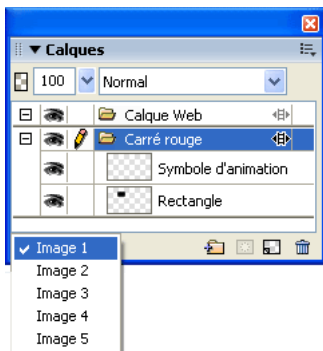 Calques
100 Normal
Calque Web
Carré rouge
Symbole d'animation
Rectangle
Image 1
Image 2
Image 3
Image 4
Image 5